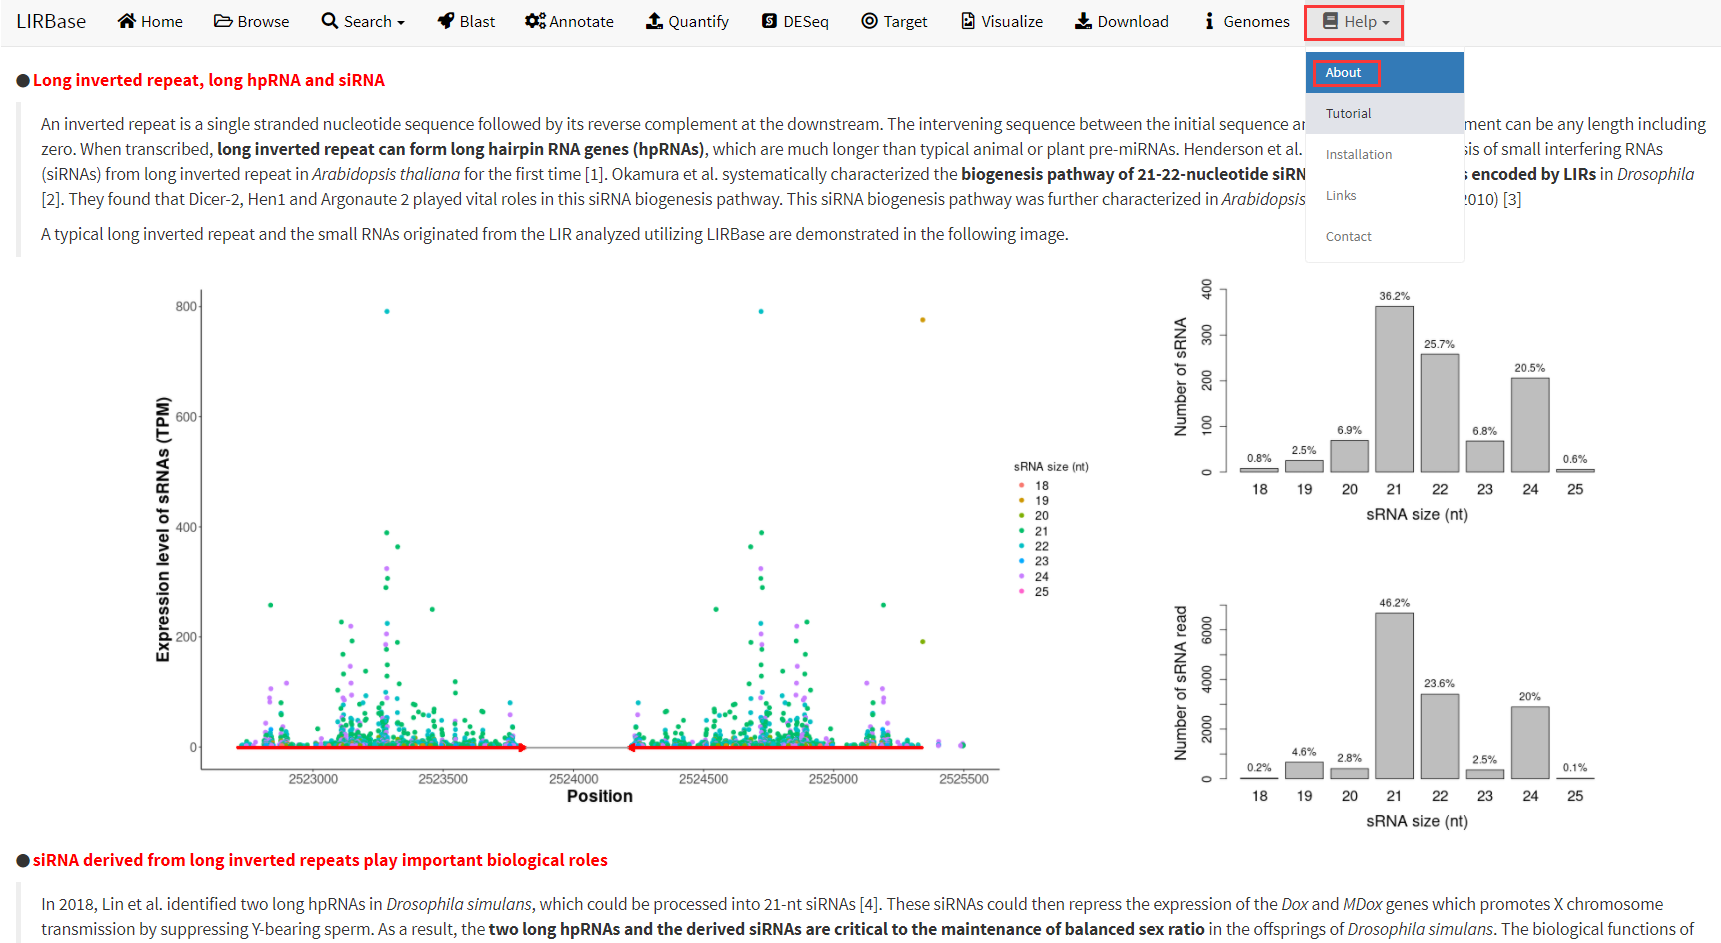 LIRBase Home Browse Search Blast Annotate Quantify DESeq Target Visualize Download Genomes Help
About
Tutorial
Installation
Links
Contact
Long inverted repeat, long hpRNA and siRNA
An inverted repeat is a single stranded nucleotide sequence followed by its reverse complement at the downstream. The intervening sequence between the initial sequence ment can be any length including
zero. When transcribed, long inverted repeat can form long hairpin RNA genes (hpRNAs), which are much longer than typical animal or plant pre-miRNAs. Henderson et al. sis of small interfering RNAs
(siRNAs) from long inverted repeat in Arabidopsis thaliana for the first time [1]. Okamura et al. systematically characterized the biogenesis pathway of 21-22-nucleotide siRN s encoded by LIRs in Drosophila
[2]. They found that Dicer-2, Hen1 and Argonaute 2 played vital roles in this siRNA biogenesis pathway. This siRNA biogenesis pathway was further characterized in Arabidopsis 2010) [3]
A typical long inverted repeat and the small RNAs originated from the LIR analyzed utilizing LIRBase are demonstrated in the following image.
Expression level of sRNAs (TPM)
800
600
400
200
0
2523000 2523500 2524000 2524500 2525000 2525500
Position
sRNA size (nt)
18
19
20
21
22
23
24
25
Number of sRNA
400
300
200
100
0
0.8% 2.5% 6.9% 36.2% 25.7% 6.8% 20.5% 0.6%
18 19 20 21 22 23 24 25
sRNA size (nt)
Number of sRNA read
6000
4000
2000
0
0.2% 4.6% 2.8% 46.2% 23.6% 2.5% 20% 0.1%
18 19 20 21 22 23 24 25
sRNA size (nt)
siRNA derived from long inverted repeats play important biological roles
In 2018, Lin et al. identified two long hpRNAs in Drosophila simulans, which could be processed into 21-nt siRNAs [4]. These siRNAs could then repress the expression of the Dox and MDox genes which promotes X chromosome
transmission by suppressing Y-bearing sperm. As a result, the two long hpRNAs and the derived siRNAs are critical to the maintenance of balanced sex ratio in the offsprings of Drosophila simulans. The biological functions of